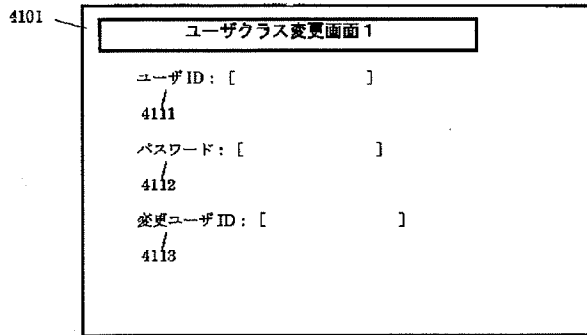 4101
ユーザクラス変更画面1
ユーザID：[ ]
4111
パスワード：[ ]
4112
変更ユーザID：[ ]
4113